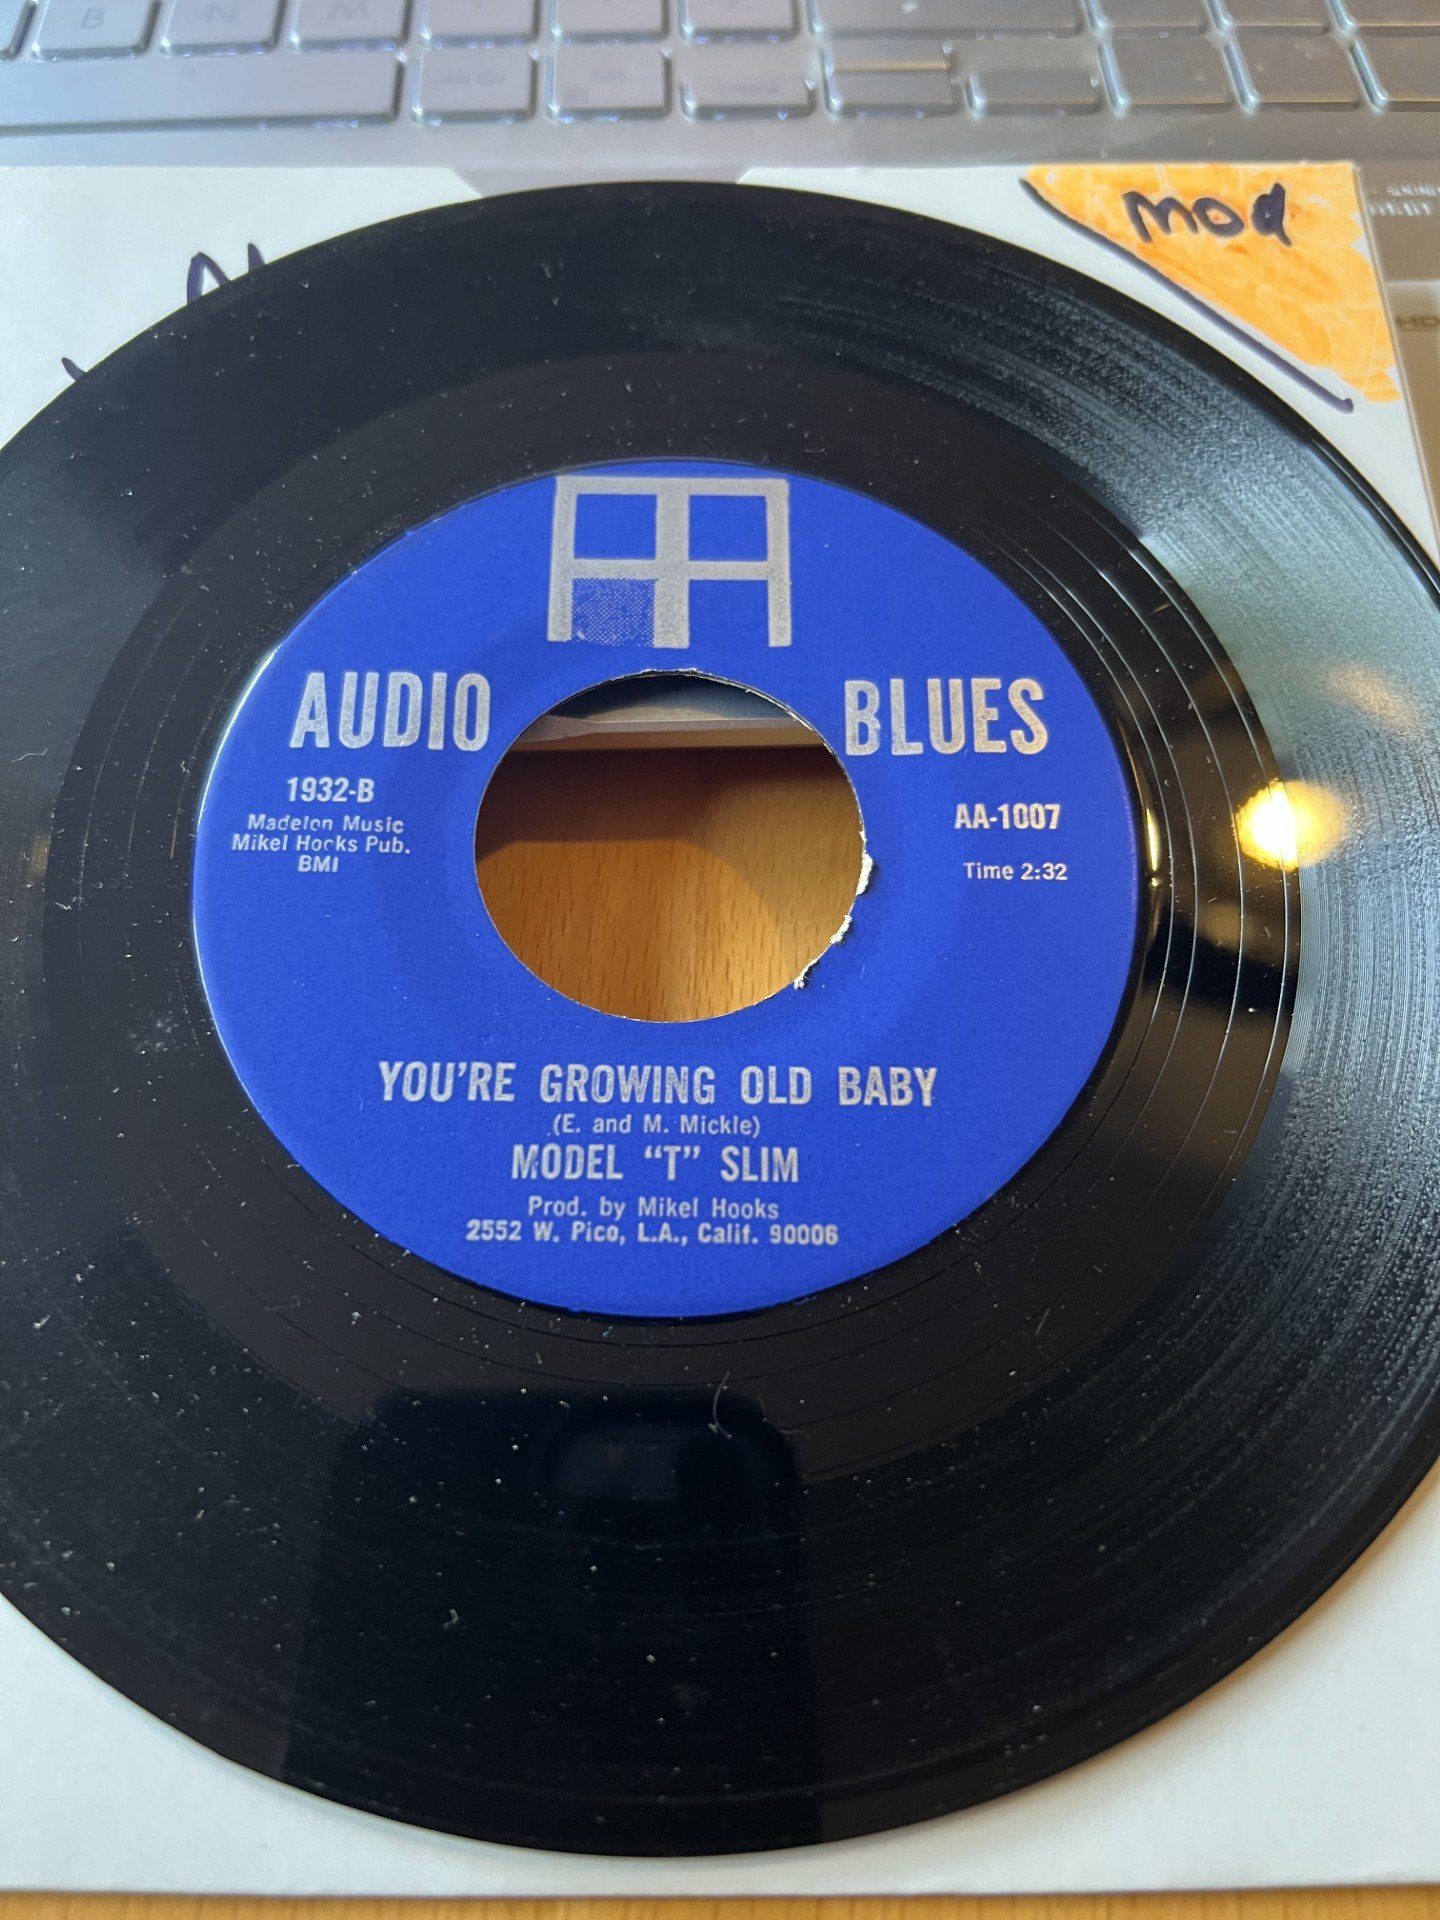 B N M
mod
AUDIO BLUES
1932-B
Madelon Music
Mikel Hooks Pub.
BMI
AA-1007
Time 2:32
YOU'RE GROWING OLD BABY
(E. and M. Mickle)
MODEL "T" SLIM
Prod. by Mikel Hooks
2552 W. Pico, L.A., Calif. 90006